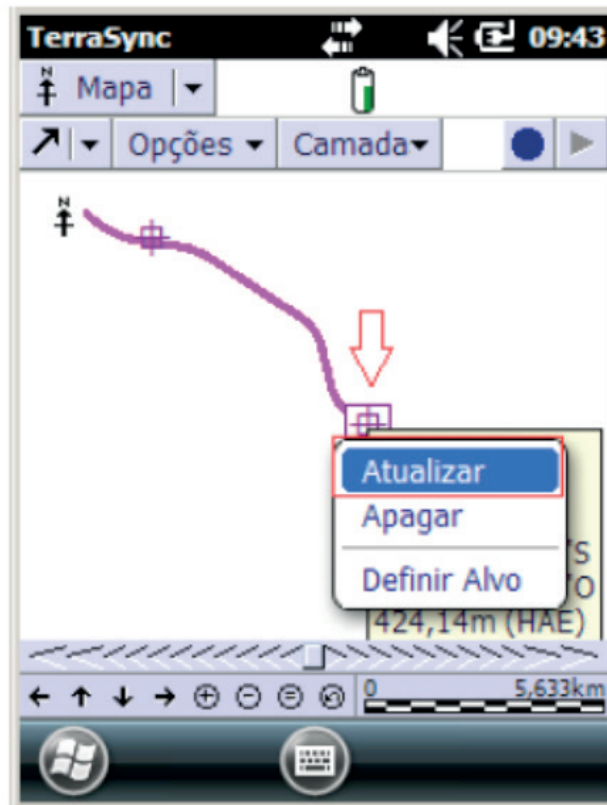 TerraSync 09:43
N
Mapa
Opções Camada
N
Atualizar
Apagar
S
Definir Alvo
O
424,14m (HAE)
0 5,633km